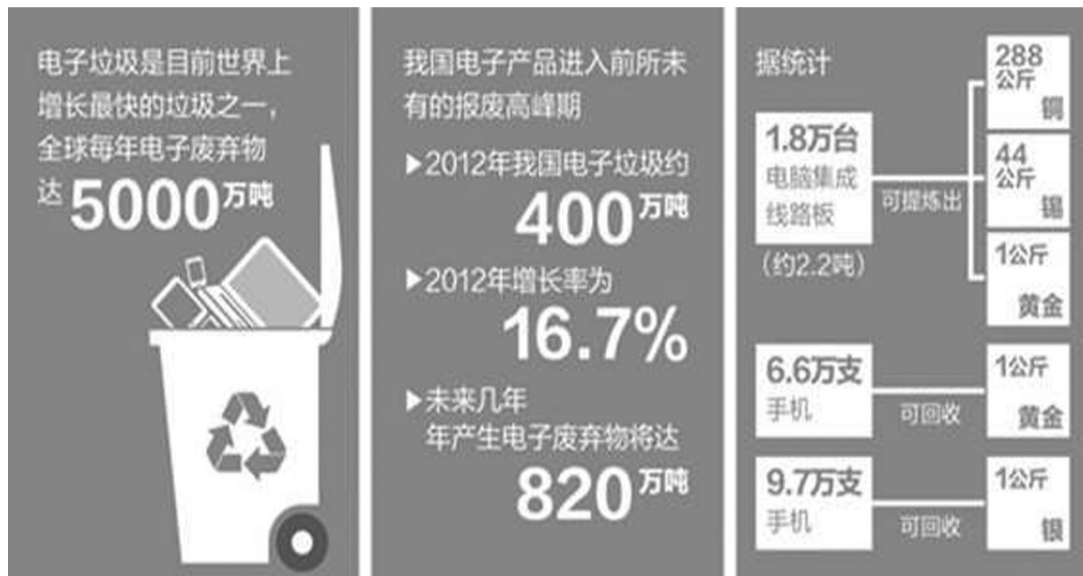 电子垃圾是目前世界上
增长最快的垃圾之一，
全球每年电子废弃物
达5000万吨
我国电子产品进入前所未
有的报废高峰期
▶2012年我国电子垃圾约
400万吨
▶2012年增长率为
16.7%
▶未来几年
年产生电子废弃物将达
820万吨
据统计
1.8万台
电脑集成
线路板
（约2.2吨）
可提炼出
288
公斤
铜
44
公斤
锡
1公斤
黄金
6.6万支
手机
可回收
1公斤
黄金
9.7万支
手机
可回收
1公斤
银